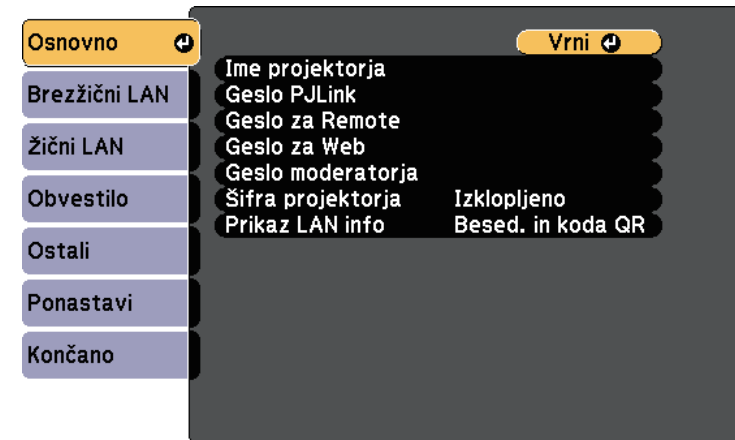 Osnovno
Brezžični LAN
Žični LAN
Obvestilo
Ostali
Ponastavi
Končano
Vrni
Ime projektorja
Geslo PJLink
Geslo za Remote
Geslo za Web
Geslo moderatorja
Šifra projektorja Izklopljeno
Prikaz LAN info Besed. in koda QR